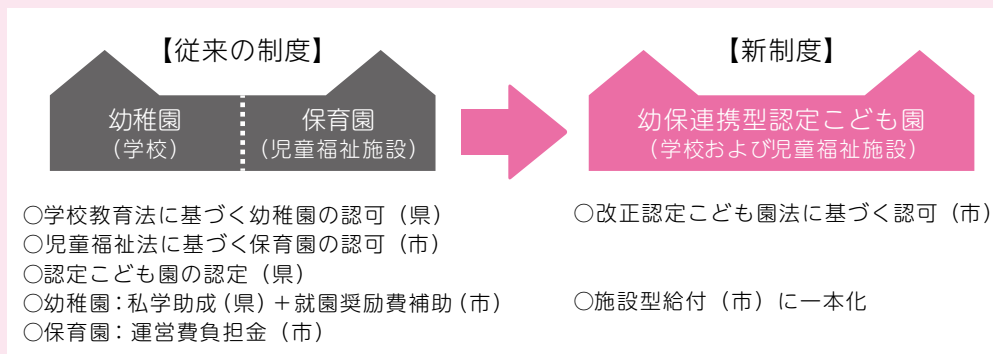 【従来の制度】
幼稚園
（学校）
保育園
（児童福祉施設）
○学校教育法に基づく幼稚園の認可（県）
○児童福祉法に基づく保育園の認可（市）
○認定こども園の認定（県）
○幼稚園：私学助成（県）＋就園奨励費補助（市）
○保育園：運営費負担金（市）
【新制度】
幼保連携型認定こども園
（学校および児童福祉施設）
○改正認定こども園法に基づく認可（市）
○施設型給付（市）に一本化